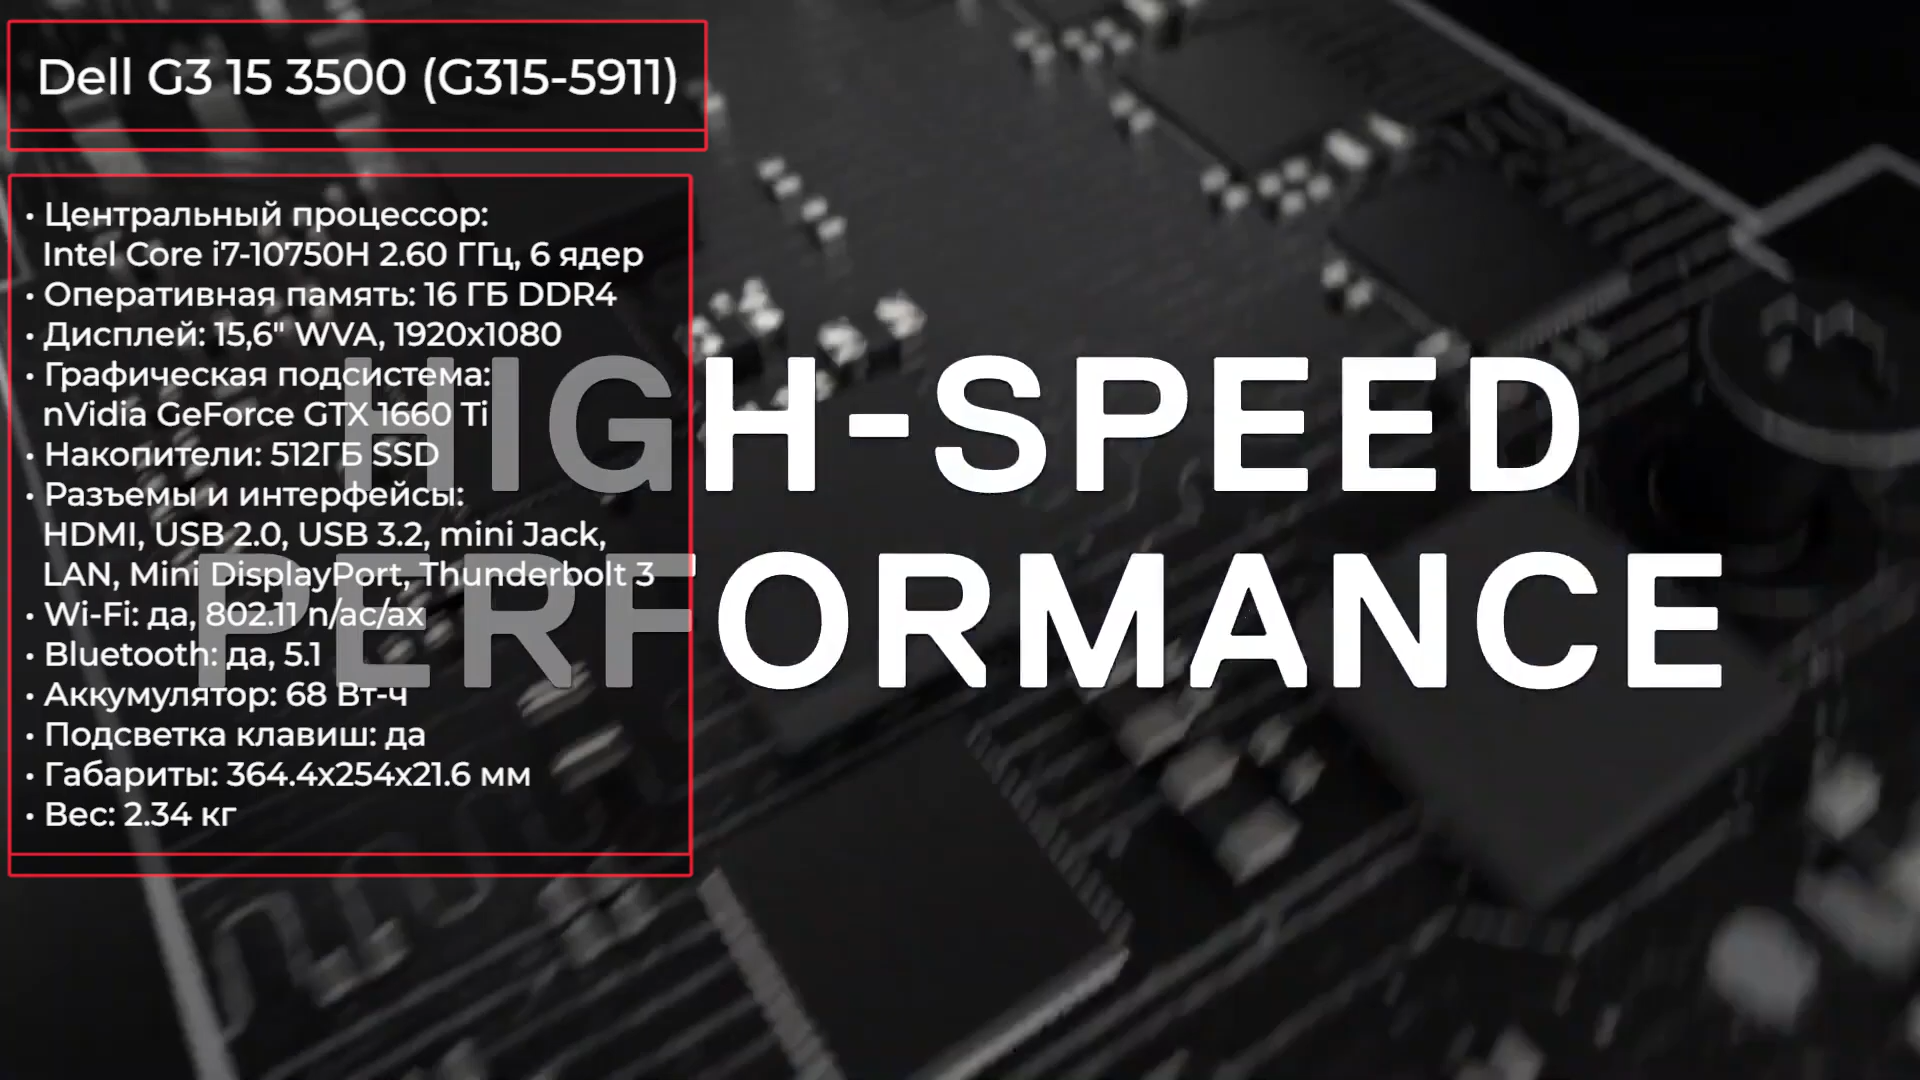 Dell G3 15 3500 (G315-5911)
• Центральный процессор:
Intel Core i7-10750H 2.60 ГГц, 6 ядер
• Оперативная память: 16 ГБ DDR4
• Дисплей: 15,6" WVA, 1920x1080
• Графическая подсистема:
nVidia GeForce GTX 1660 Ti
• Накопители: 512ГБ SSD
• Разъемы и интерфейсы:
HDMI, USB 2.0, USB 3.2, mini Jack,
LAN, Mini DisplayPort, Thunderbolt 3
• Wi-Fi: да, 802.11 n/ac/ax
• Bluetooth: да, 5.1
• Аккумулятор: 68 Вт-ч
• Подсветка клавиш: да
• Габариты: 364.4x254x21.6 мм
• Вес: 2.34 кг
HIGH-SPEED
PERFORMANCE